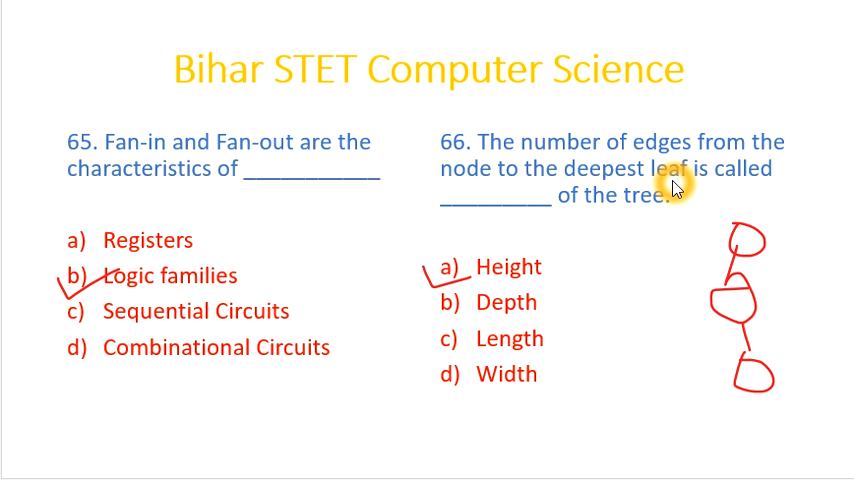 Bihar STET Computer Science
65. Fan-in and Fan-out are the
characteristics of ____________
a) Registers
b) Logic families
c) Sequential Circuits
d) Combinational Circuits
66. The number of edges from the
node to the deepest leaf is called
_________ of the tree.
a) Height
b) Depth
c) Length
d) Width